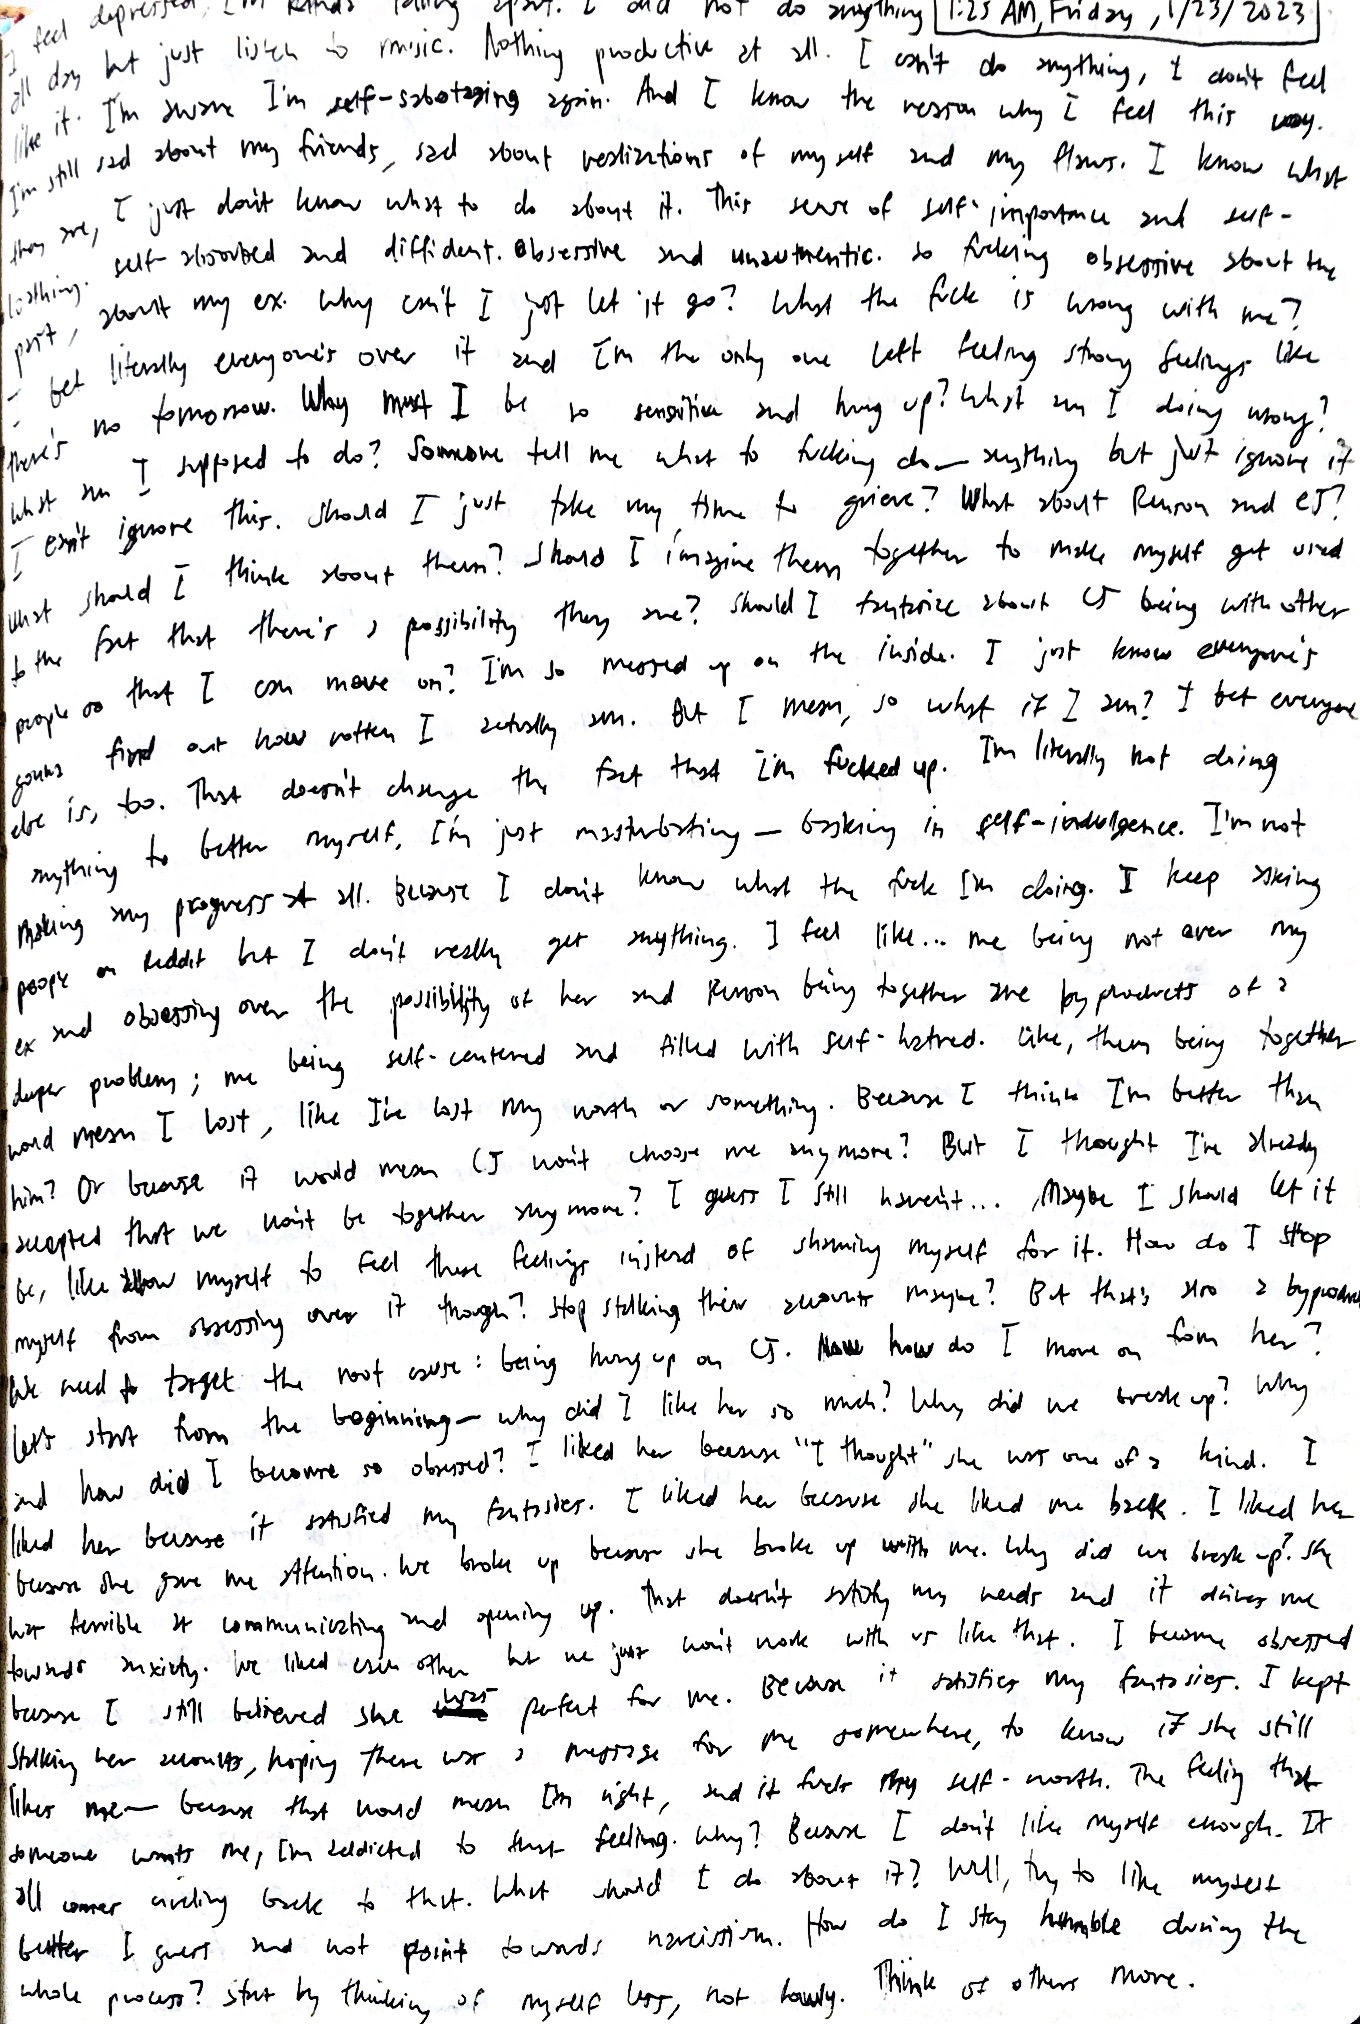 I feel depressed, I'm kinda falling apart. I did not do anything 1:25 AM, Friday, 1/23/2023
all day but just listen to music. Nothing productive at all. I can't do anything, I don't feel
like it. I'm aware I'm self-sabotaging again. And I know the reason why I feel this way.
I'm still sad about my friends, sad about realizations of myself and my flaws. I know what
they are, I just don't know what to do about it. This sense of self-importance and self-
loathing. self-absorbed and diffident. Obsessive and unauthentic. so fucking obsessive about the
past, about my ex. Why can't I just let it go? What the fuck is wrong with me?
I bet literally everyone's over it and I'm the only one left feeling strong feelings like
there's no tomorrow. Why must I be so sensitive and hung up? What am I doing wrong?
What am I supposed to do? Someone tell me what to fucking do — anything but just ignore it
I can't ignore this. Should I just take my time to grieve? What about and CJ?
What should I think about them? Should I imagine them together to make myself get used
to the fact that there's a possibility they are? Should I fantasize about CJ being with other
people so that I can move on? I'm so messed up on the inside. I just know everyone's
gonna find out how rotten I actually am. But I mean, so what if I am? I bet everyone
else is, too. That doesn't change the fact that I'm fucked up. I'm literally not doing
anything to better myself, I'm just masturbating — basking in self-indulgence. I'm not
making any progress at all. Because I don't know what the fuck I'm doing. I keep asking
people on Reddit but I don't really get anything. I feel like... me being not over my
ex and obsessing over the possibility of her and being together are byproducts of a
deeper problem; me being self-centered and filled with self-hatred. Like, them being together
would mean I lost, like I've lost my worth or something. Because I think I'm better than
him? Or because it would mean CJ won't choose me anymore? But I thought I've already
accepted that we won't be together anymore? I guess I still haven't... Maybe I should let it
be, like allow myself to feel these feelings instead of shaming myself for it. How do I stop
myself from obsessing over it though? Stop stalking their accounts maybe? But that's also a byproduct
We need to target the root cause: being hung up on CJ. Now how do I move on from her?
Let's start from the beginning — why did I like her so much? Why did we break up? Why
and how did I become so obsessed? I liked her because "I thought" she was one of a kind. I
liked her because it satisfied my fantasies. I liked her because she liked me back. I liked her
because she gave me attention. We broke up because she broke up with me. Why did we break up? She
was terrible at communicating and opening up. That doesn't satisfy my needs and it drives me
towards anxiety. We liked each other but we just won't work with us like that. I became obsessed
because I still believed she was perfect for me. Because it satisfies my fantasies. I kept
stalking her accounts, hoping there was a message for me somewhere, to know if she still
likes me — because that would mean I'm right, and it fucks my self-worth. The feeling that
someone wants me, I'm addicted to that feeling. Why? Because I don't like myself enough. It
all comes circling back to that. What should I do about it? Well, try to like myself
better I guess and not point towards narcissism. How do I stay humble during the
whole process? Start by thinking of myself less, not lowly. Think of others more.